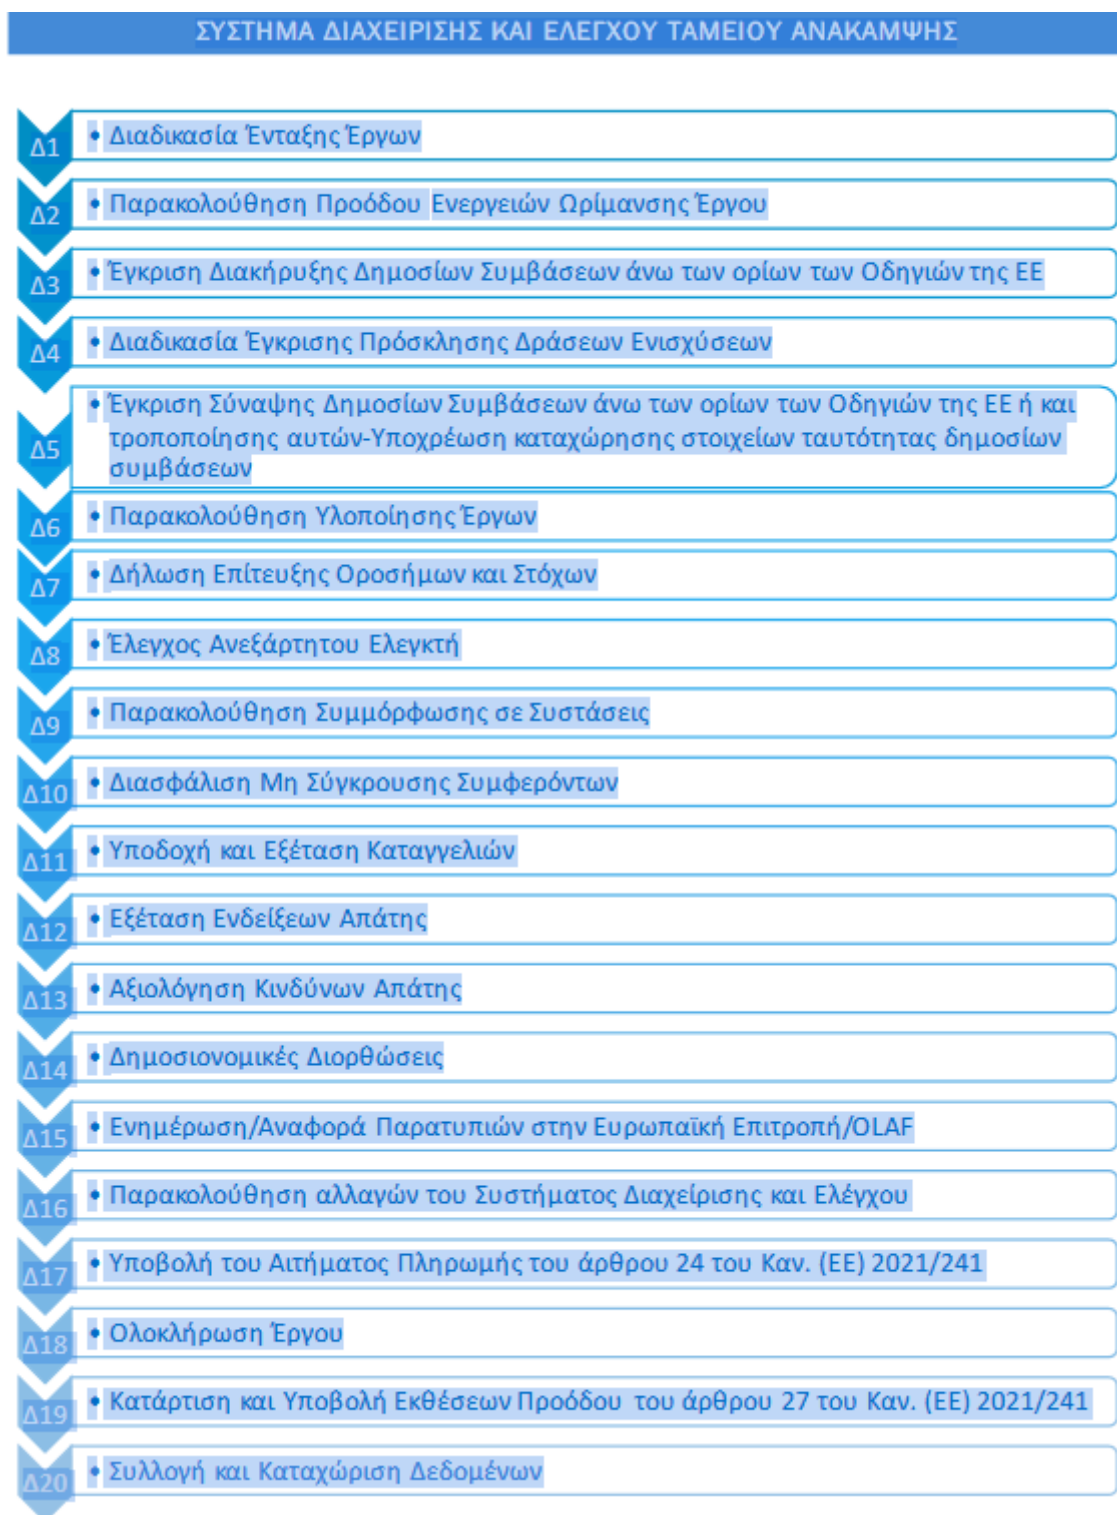 ΣΥΣΤΗΜΑ ΔΙΑΧΕΙΡΙΣΗΣ ΚΑΙ ΕΛΕΓΧΟΥ ΤΑΜΕΙΟΥ ΑΝΑΚΑΜΨΗΣ
Δ1 • Διαδικασία Ένταξης Έργων
Δ2 • Παρακολούθηση Προόδου Ενεργειών Ωρίμανσης Έργου
Δ3 • Έγκριση Διακήρυξης Δημοσίων Συμβάσεων άνω των ορίων των Οδηγιών της ΕΕ
Δ4 • Διαδικασία Έγκρισης Πρόσκλησης Δράσεων Ενισχύσεων
Δ5 • Έγκριση Σύναψης Δημοσίων Συμβάσεων άνω των ορίων των Οδηγιών της ΕΕ ή και
τροποποίησης αυτών-Υποχρέωση καταχώρησης στοιχείων ταυτότητας δημοσίων
συμβάσεων
Δ6 • Παρακολούθηση Υλοποίησης Έργων
Δ7 • Δήλωση Επίτευξης Οροσήμων και Στόχων
Δ8 • Έλεγχος Ανεξάρτητου Ελεγκτή
Δ9 • Παρακολούθηση Συμμόρφωσης σε Συστάσεις
Δ10 • Διασφάλιση Μη Σύγκρουσης Συμφερόντων
Δ11 • Υποδοχή και Εξέταση Καταγγελιών
Δ12 • Εξέταση Ενδείξεων Απάτης
Δ13 • Αξιολόγηση Κινδύνων Απάτης
Δ14 • Δημοσιονομικές Διορθώσεις
Δ15 • Ενημέρωση/Αναφορά Παρατυπιών στην Ευρωπαϊκή Επιτροπή/OLAF
Δ16 • Παρακολούθηση αλλαγών του Συστήματος Διαχείρισης και Ελέγχου
Δ17 • Υποβολή του Αιτήματος Πληρωμής του άρθρου 24 του Καν. (ΕΕ) 2021/241
Δ18 • Ολοκλήρωση Έργου
Δ19 • Κατάρτιση και Υποβολή Εκθέσεων Προόδου του άρθρου 27 του Καν. (ΕΕ) 2021/241
Δ20 • Συλλογή και Καταχώριση Δεδομένων